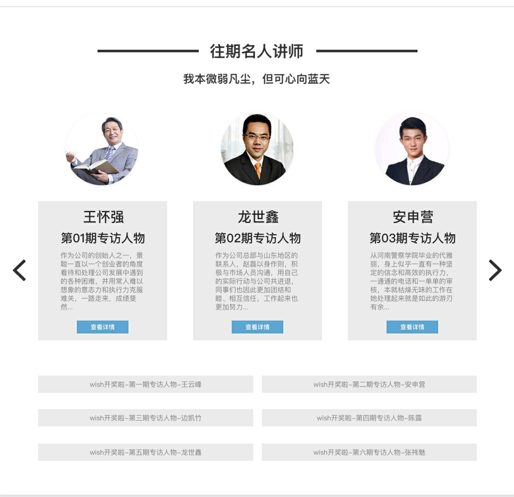 往期名人讲师
我本微弱凡尘，但可心向蓝天
王怀强
第01期专访人物
作为公司的创始人之一，景
聪一直以一个创业者的角度
看待和处理公司发展中遇到
的各种困难，并用常人难以
想象的意志力和执行力克服
难关，一路走来，成绩斐
然...
查看详情
龙世鑫
第02期专访人物
作为公司总部与山东地区的
联系人，赵磊以身作则，积
极与市场人员沟通，用自己
的实际行动与公司共进退，
同事们也因此更加团结和
睦、相互信任，工作起来也
更加努力...
查看详情
安申营
第03期专访人物
从河南警察学院毕业的代雅
丽，身上似乎一直有一种坚
定的信念和高效的执行力，
一通通的电话和一单单的审
核，本就枯燥无味的工作在
她处理起来就是如此的游刃
有余...
查看详情
wish开奖啦-第一期专访人物-王云峰
wish开奖啦-第二期专访人物-安申营
wish开奖啦-第三期专访人物-边凯竹
wish开奖啦-第四期专访人物-陈露
wish开奖啦-第五期专访人物-龙世鑫
wish开奖啦-第六期专访人物-张祎魅